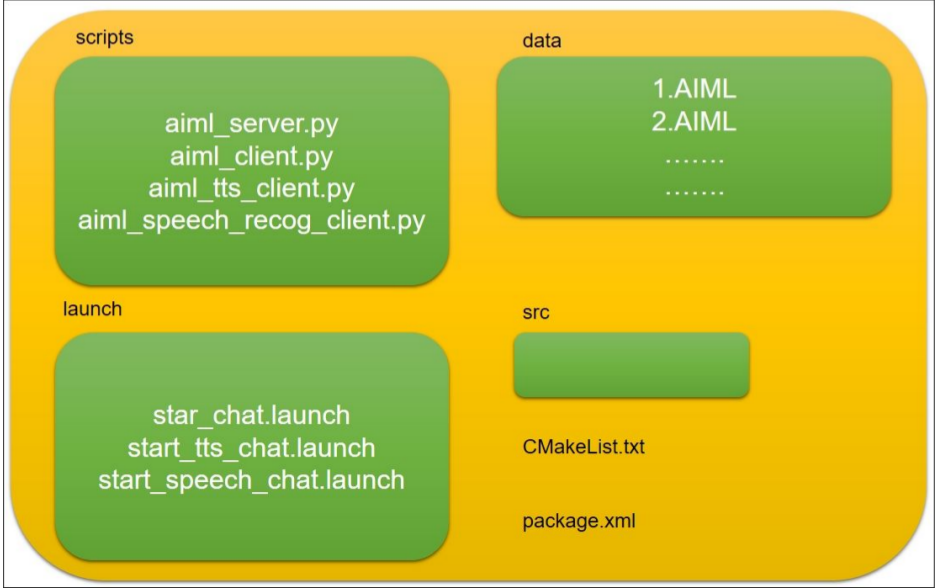 scripts
aiml_server.py
aiml_client.py
aiml_tts_client.py
aiml_speech_recog_client.py
data
1.AIML
2.AIML
.......
.......
launch
star_chat.launch
start_tts_chat.launch
start_speech_chat.launch
src
CMakeList.txt
package.xml